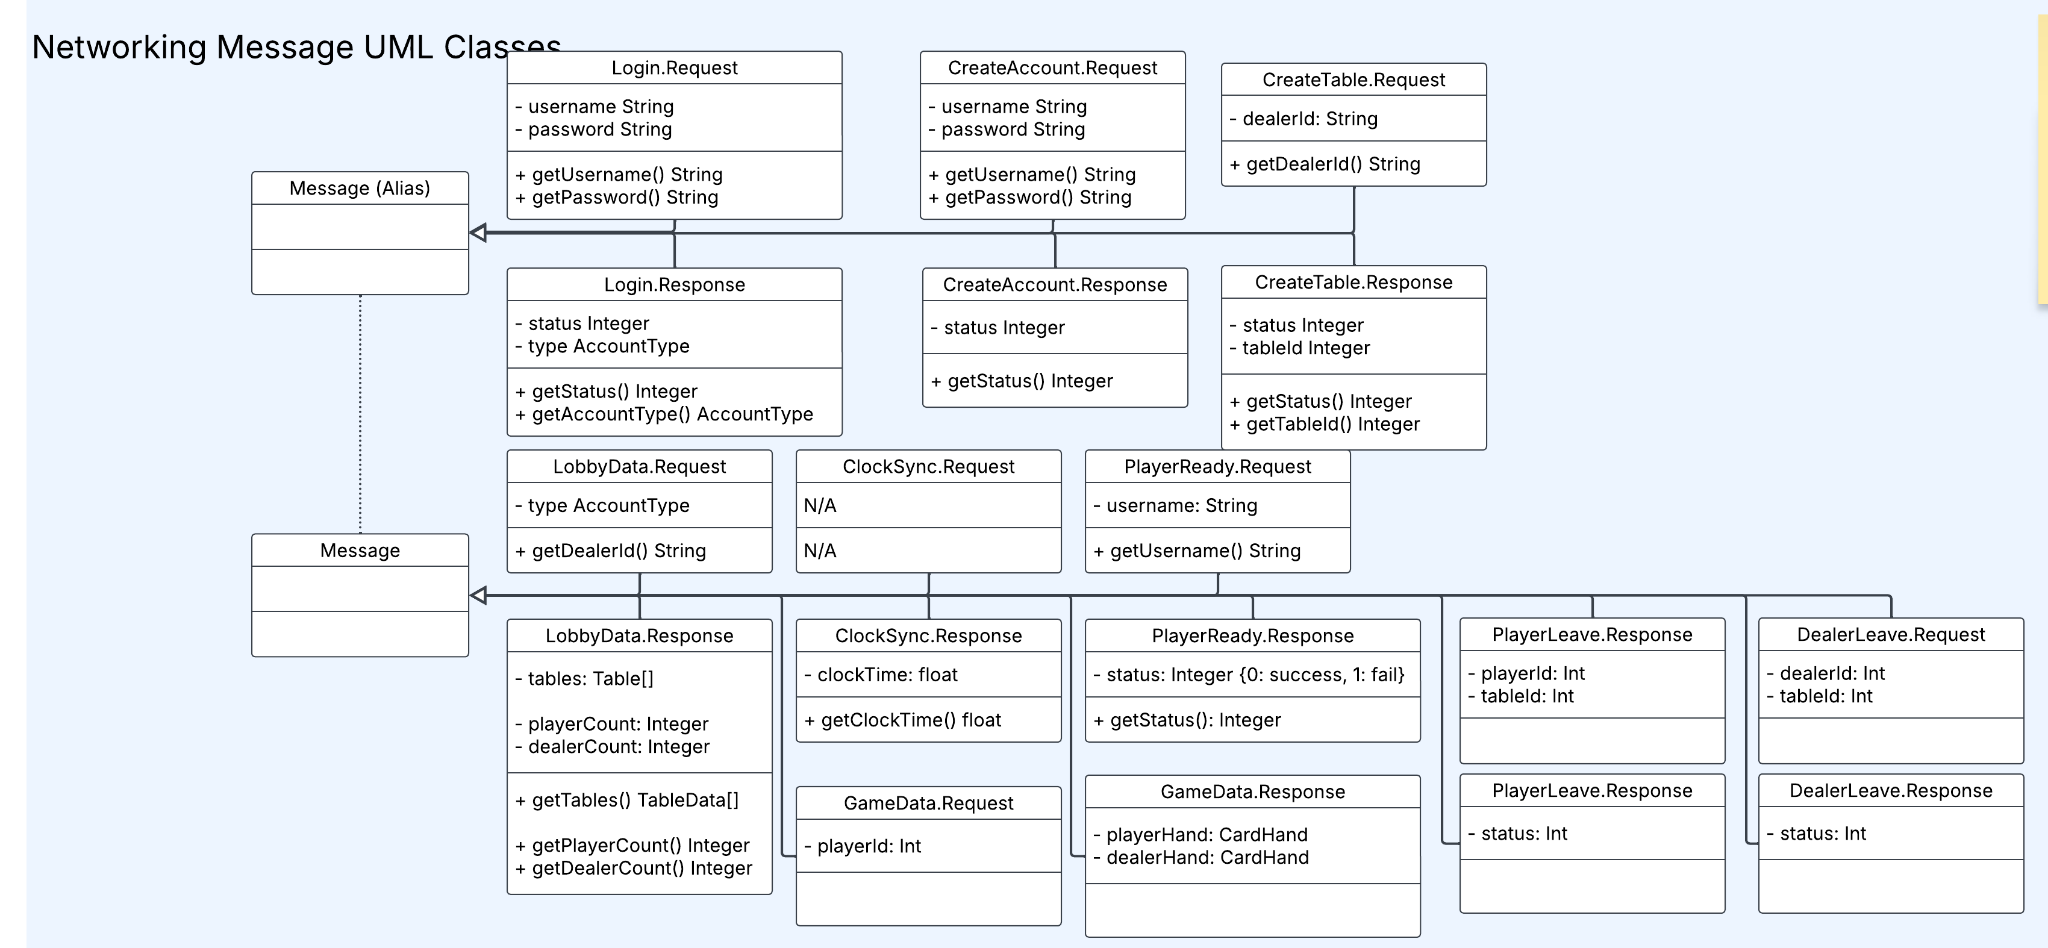 Networking Message UML Classes
Login.Request
- username String
- password String
+ getUsername() String
+ getPassword() String
CreateAccount.Request
- username String
- password String
+ getUsername() String
+ getPassword() String
CreateTable.Request
- dealerId: String
+ getDealerId() String
Message (Alias)
Login.Response
- status Integer
- type AccountType
+ getStatus() Integer
+ getAccountType() AccountType
CreateAccount.Response
- status Integer
+ getStatus() Integer
CreateTable.Response
- status Integer
- tableId Integer
+ getStatus() Integer
+ getTableId() Integer
LobbyData.Request
- type AccountType
+ getDealerId() String
ClockSync.Request
N/A
N/A
PlayerReady.Request
- username: String
+ getUsername() String
Message
LobbyData.Response
- tables: Table[]
- playerCount: Integer
- dealerCount: Integer
+ getTables() TableData[]
+ getPlayerCount() Integer
+ getDealerCount() Integer
ClockSync.Response
- clockTime: float
+ getClockTime() float
PlayerReady.Response
- status: Integer {0: success, 1: fail}
+ getStatus(): Integer
PlayerLeave.Response
- playerId: Int
- tableId: Int
DealerLeave.Request
- dealerId: Int
- tableId: Int
GameData.Request
- playerId: Int
GameData.Response
- playerHand: CardHand
- dealerHand: CardHand
PlayerLeave.Response
- status: Int
DealerLeave.Response
- status: Int